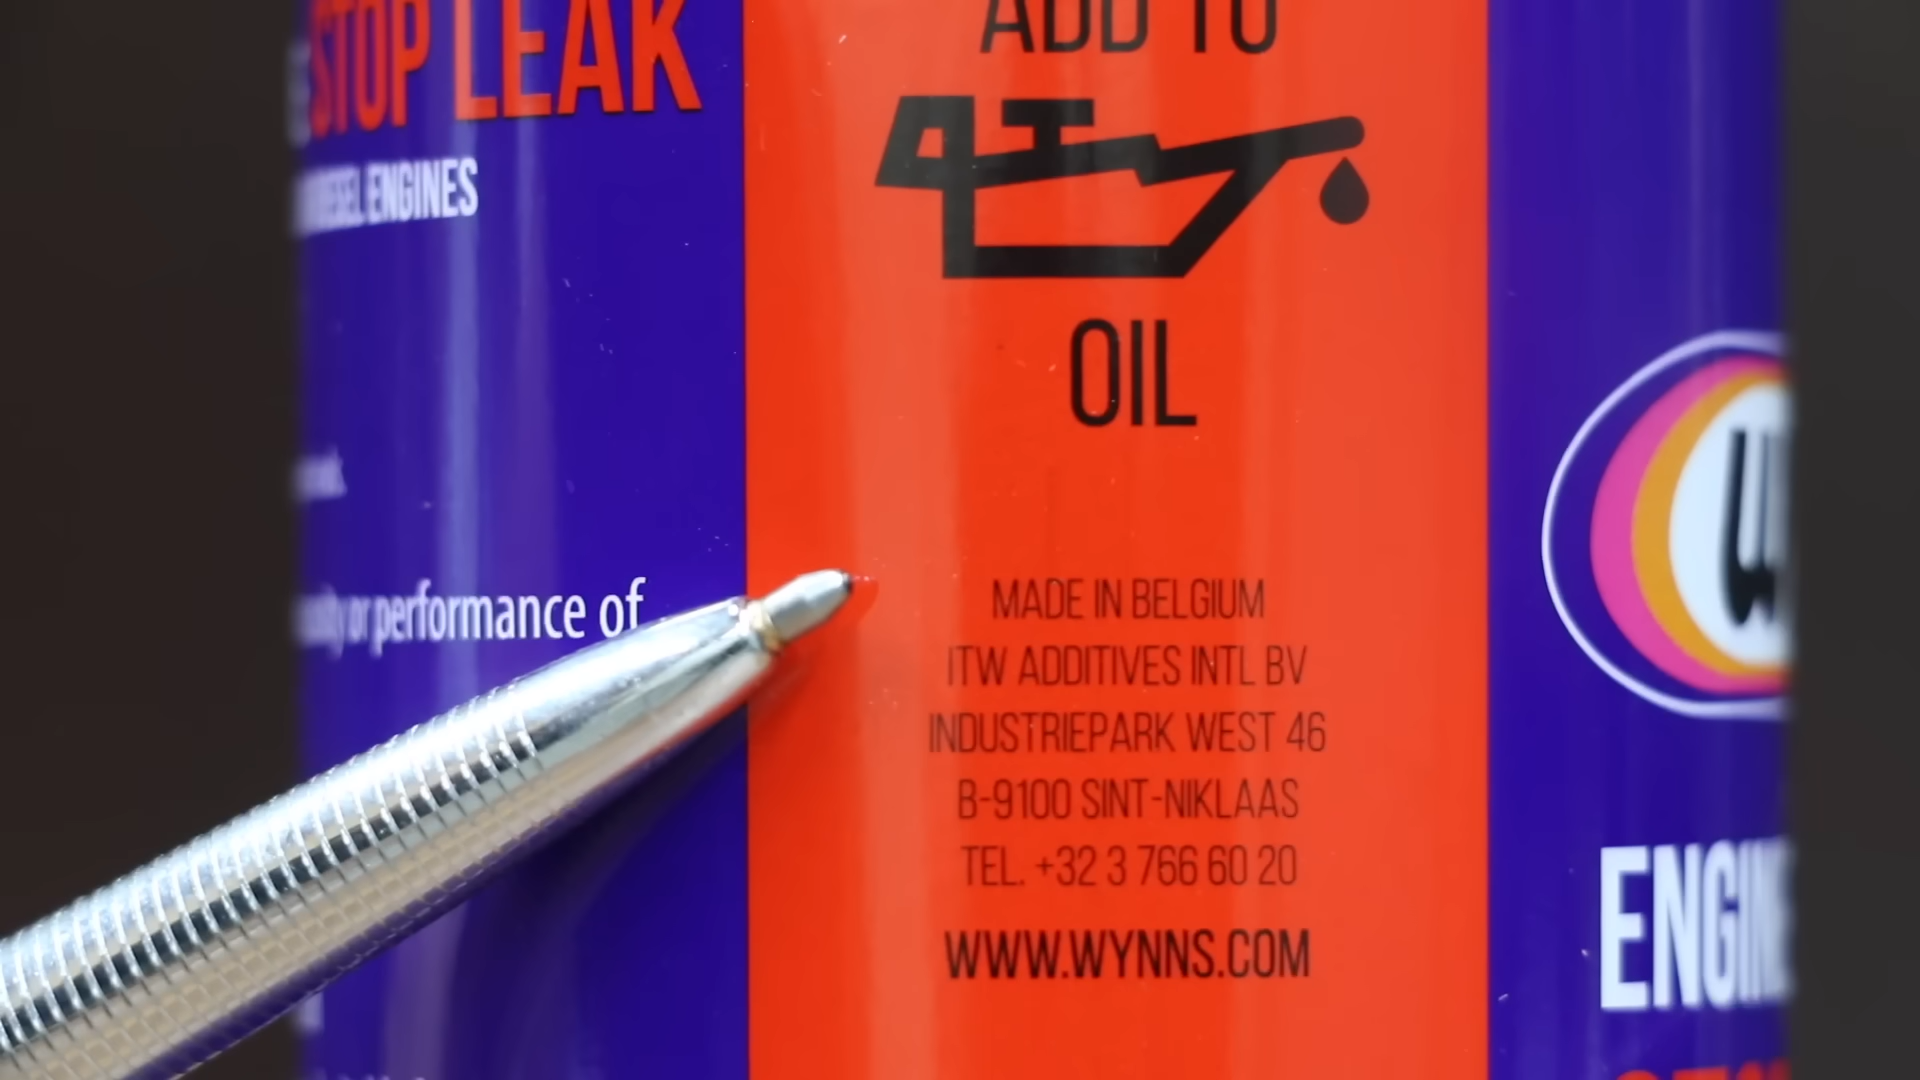 STOP LEAK
DIESEL ENGINES
or performance of
ADD TO
OIL
MADE IN BELGIUM
ITW ADDITIVES INTL BV
INDUSTRIEPARK WEST 46
B-9100 SINT-NIKLAAS
TEL. +32 3 766 60 20
WWW.WYNNS.COM